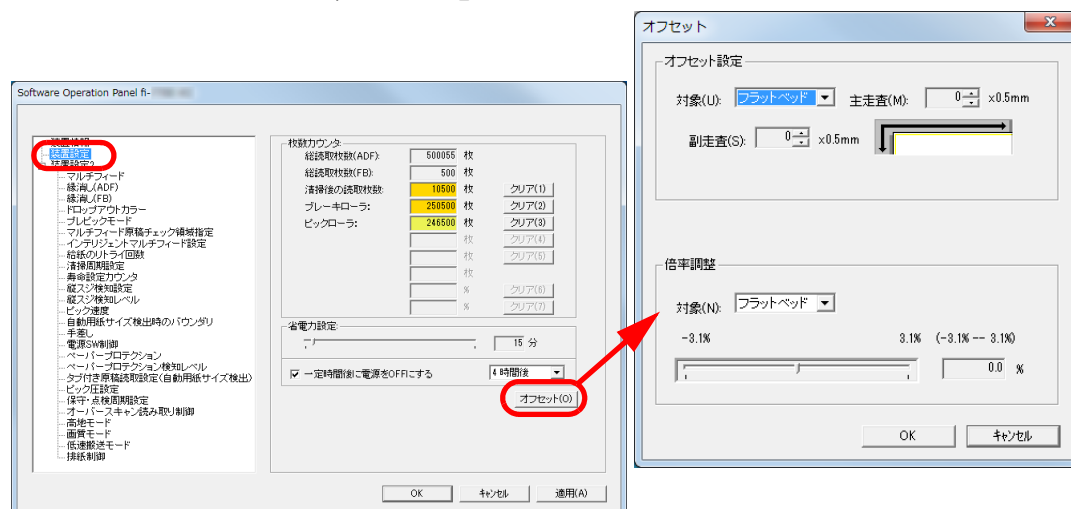 Software Operation Panel fi-
装置情報
装置設定
装置設定2
マルチフィード
縁消し(ADF)
縁消し(FB)
ドロップアウトカラー
プレピックモード
マルチフィード原稿チェック領域指定
インテリジェントマルチフィード設定
給紙のリトライ回数
清掃周期設定
寿命設定カウンタ
縦スジ検知設定
縦スジ検知レベル
ピック速度
自動用紙サイズ検出時のバウンダリ
手差し
電源SW制御
ペーパープロテクション
ペーパープロテクション検知レベル
タブ付き原稿読取設定(自動用紙サイズ検出)
ピック圧設定
保守・点検周期設定
オーバースキャン読み取り制御
高地モード
画質モード
低速搬送モード
排紙制御
枚数カウンタ:
総読取枚数(ADF): 500055 枚
総読取枚数(FB): 500 枚
清掃後の読取枚数: 10500 枚 クリア(1)
ブレーキローラ: 250500 枚 クリア(2)
ピックローラ: 246500 枚 クリア(3)
枚 クリア(4)
枚 クリア(5)
枚
% クリア(6)
% クリア(7)
省電力設定:
15 分
一定時間後に電源をOFFにする 4時間後
オフセット(O)
OK キャンセル 適用(A)
オフセット
オフセット設定
対象(U): フラットベッド 主走査(M): 0 ×0.5mm
副走査(S): 0 ×0.5mm
倍率調整
対象(N): フラットベッド
-3.1% 3.1% (-3.1% -- 3.1%)
0.0 %
OK キャンセル